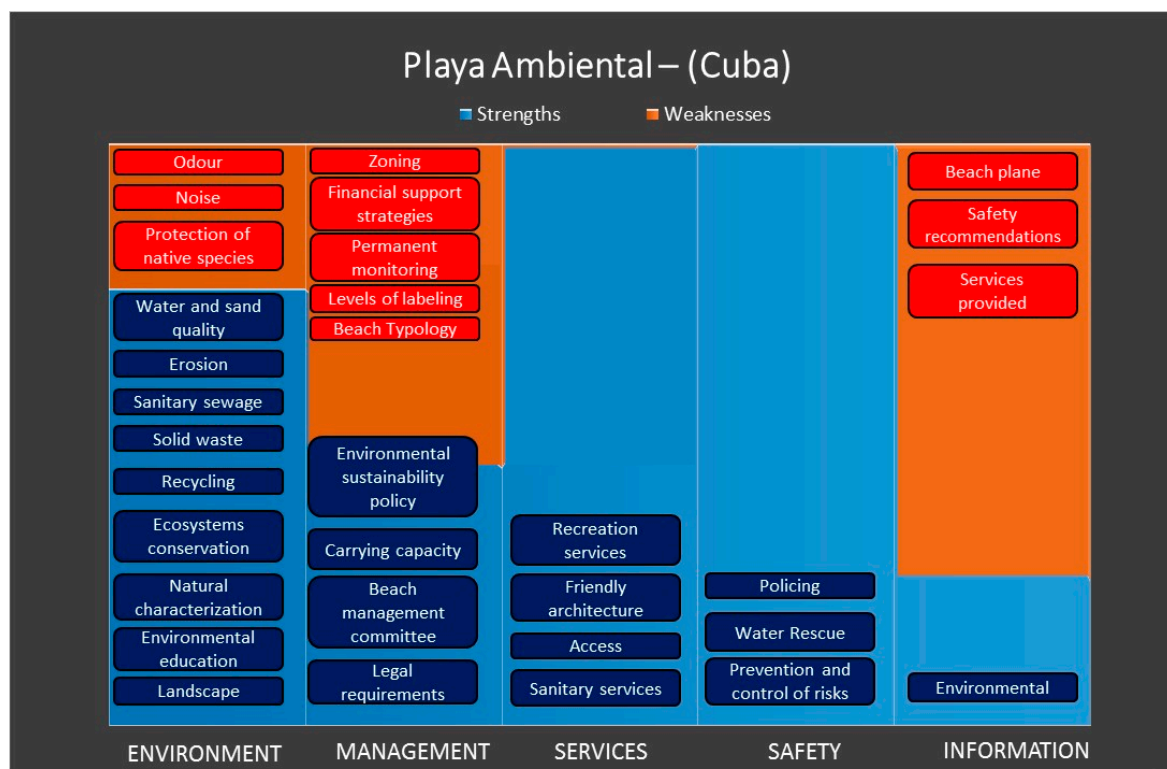 Playa Ambiental – (Cuba)
Strengths
Weaknesses
Odour
Noise
Protection of
native species
Water and sand
quality
Erosion
Sanitary sewage
Solid waste
Recycling
Ecosystems
conservation
Natural
characterization
Environmental
education
Landscape
ENVIRONMENT
Zoning
Financial support
strategies
Permanent
monitoring
Levels of labeling
Beach Typology
Environmental
sustainability
policy
Carrying capacity
Beach
management
committee
Legal
requirements
MANAGEMENT
Recreation
services
Friendly
architecture
Access
Sanitary services
SERVICES
Policing
Water Rescue
Prevention and
control of risks
SAFETY
Beach plane
Safety
recommendations
Services
provided
Environmental
INFORMATION